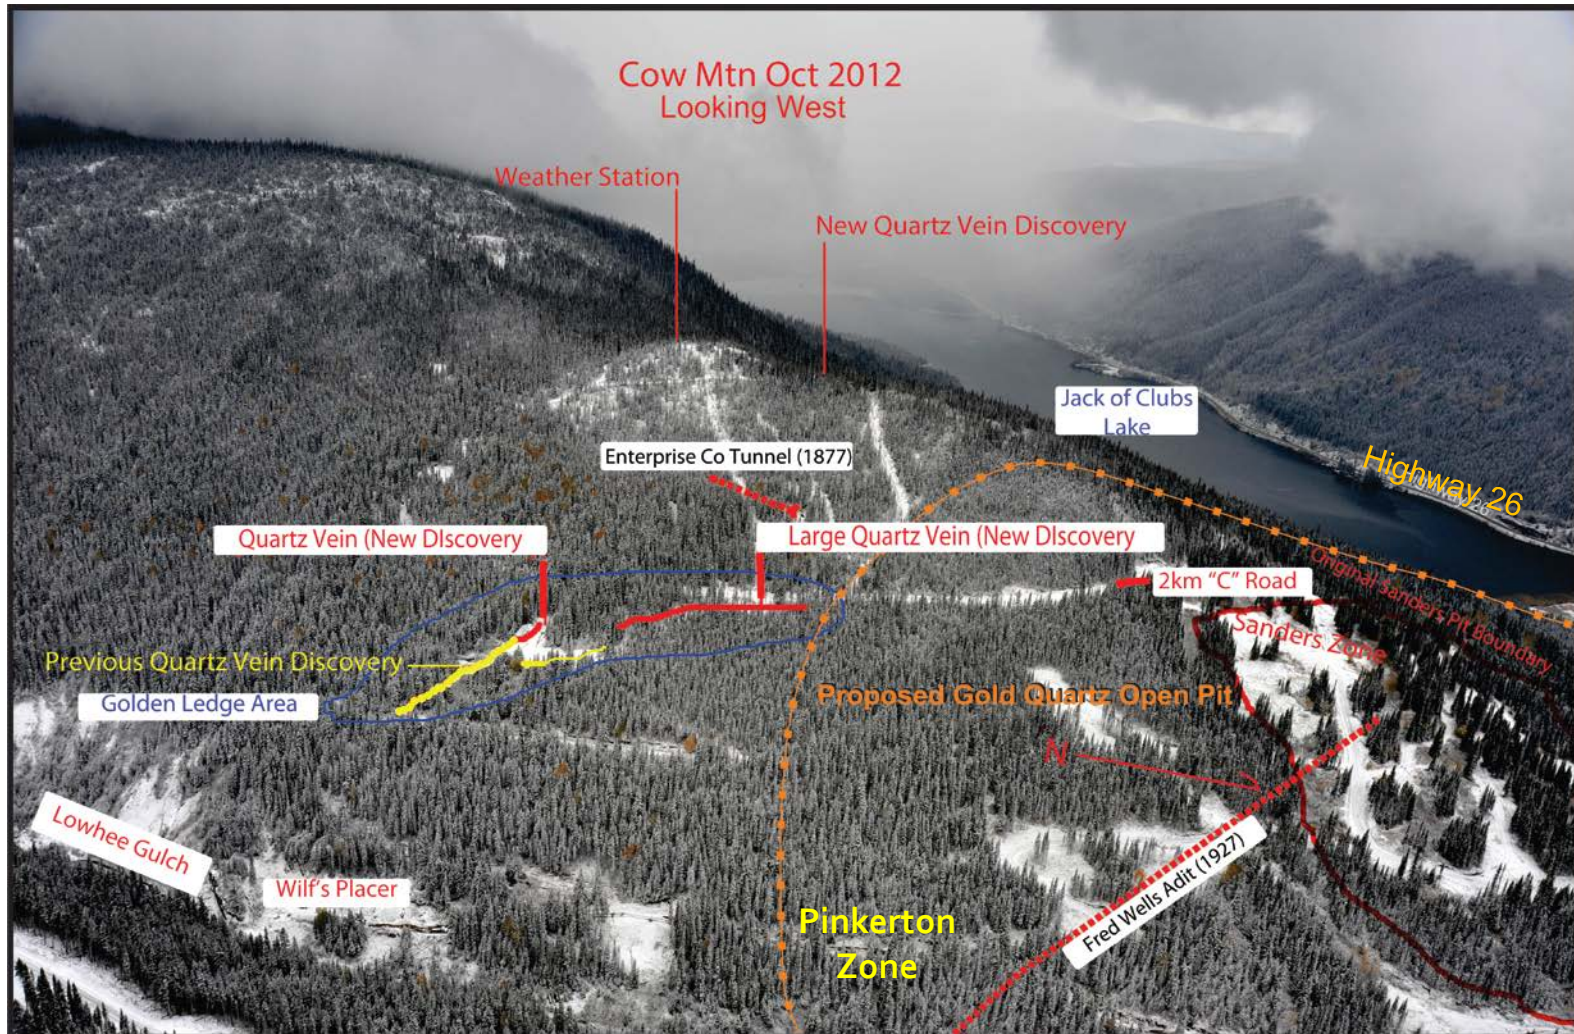 Cow Mtn Oct 2012
Looking West
Weather Station
New Quartz Vein Discovery
Jack of Clubs
Lake
Highway 26
Enterprise Co Tunnel (1877)
Quartz Vein (New DIscovery
Large Quartz Vein (New DIscovery
2km "C" Road
Original Sanders Pit Boundary
Sanders Zone
Previous Quartz Vein Discovery
Golden Ledge Area
Proposed Gold Quartz Open Pit
N
Lowhee Gulch
Wilf's Placer
Fred Wells Adit (1927)
Pinkerton
Zone